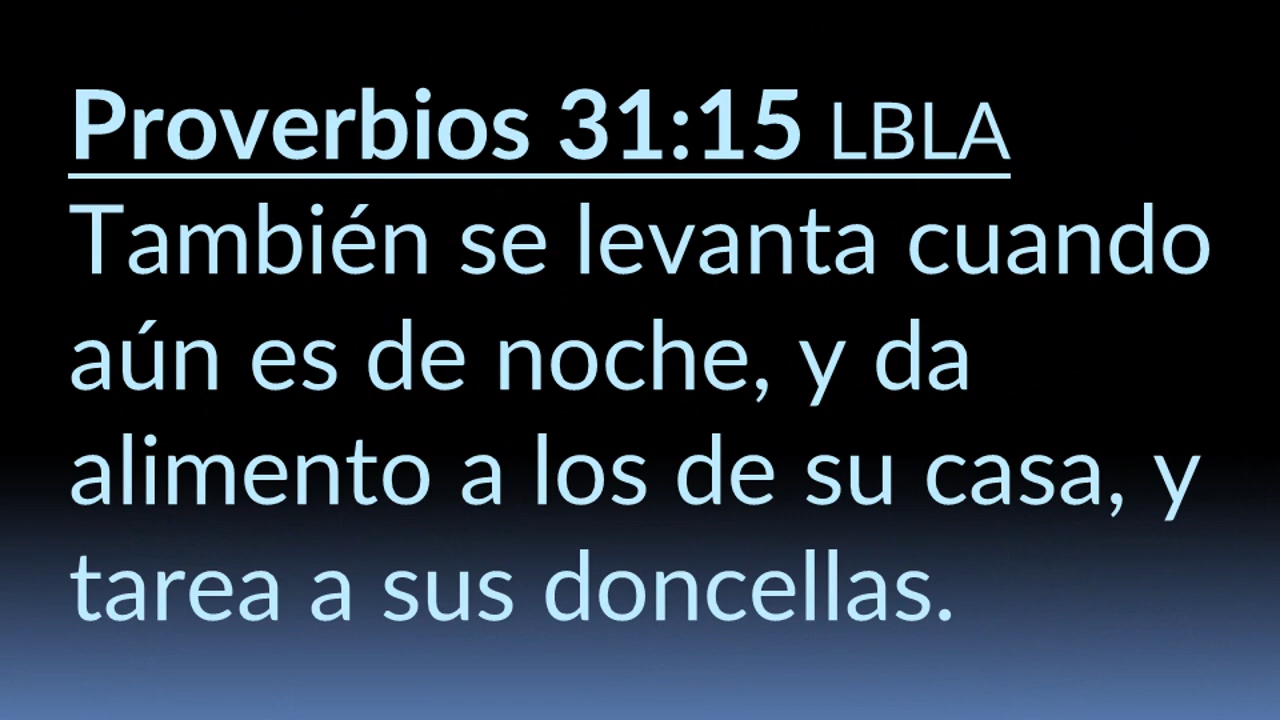 Proverbios 31:15 LBLA
También se levanta cuando
aún es de noche, y da
alimento a los de su casa, y
tarea a sus doncellas.